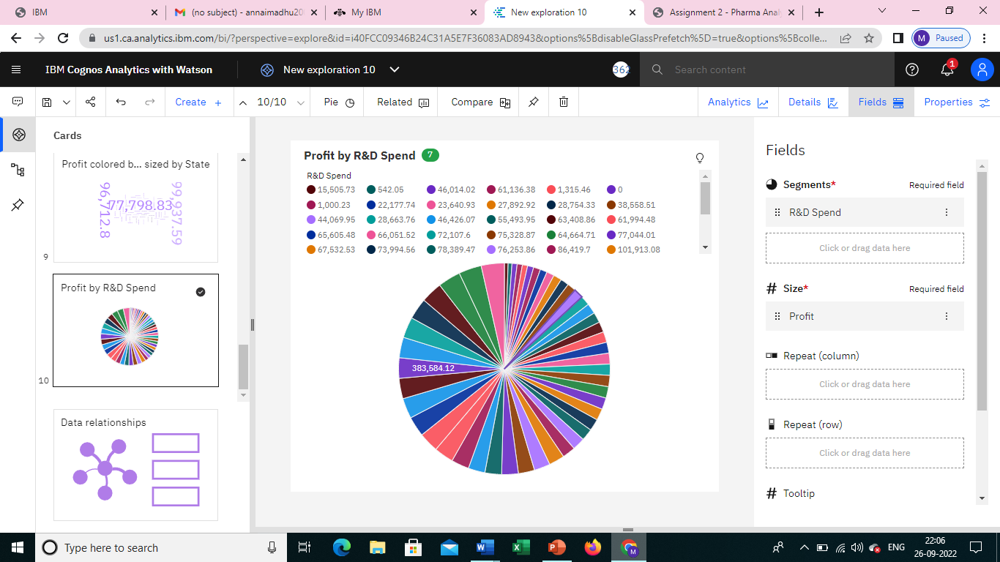 IBM
(no subject) - annaimadhu20
My IBM
New exploration 10
Assignment 2 - Pharma Anal
us1.ca.analytics.ibm.com/bi/?perspective=explore&id=i40FCC09346B24C31A5E7F36083AD8943&options%5BdisableGlassPrefetch%5D=true&options%5Bcolle...
M Paused
IBM Cognos Analytics with Watson
New exploration 10
362
Search content
1
Create +
10/10
Pie
Related
Compare
Analytics
Details
Fields
Properties
Cards
Profit colored b... sized by State
96,712.8
77,798.83
99,937.59
9
Profit by R&D Spend
10
Data relationships
Profit by R&D Spend 7
R&D Spend
15,505.73 542.05 46,014.02 61,136.38 1,315.46 0
1,000.23 22,177.74 23,640.93 27,892.92 28,754.33 38,558.51
44,069.95 28,663.76 46,426.07 55,493.95 63,408.86 61,994.48
65,605.48 66,051.52 72,107.6 75,328.87 64,664.71 77,044.01
67,532.53 73,994.56 78,389.47 76,253.86 86,419.7 101,913.08
383,584.12
Fields
Segments* Required field
R&D Spend
Click or drag data here
Size* Required field
Profit
Repeat (column)
Click or drag data here
Repeat (row)
Click or drag data here
Tooltip
Type here to search
ENG
22:06
26-09-2022